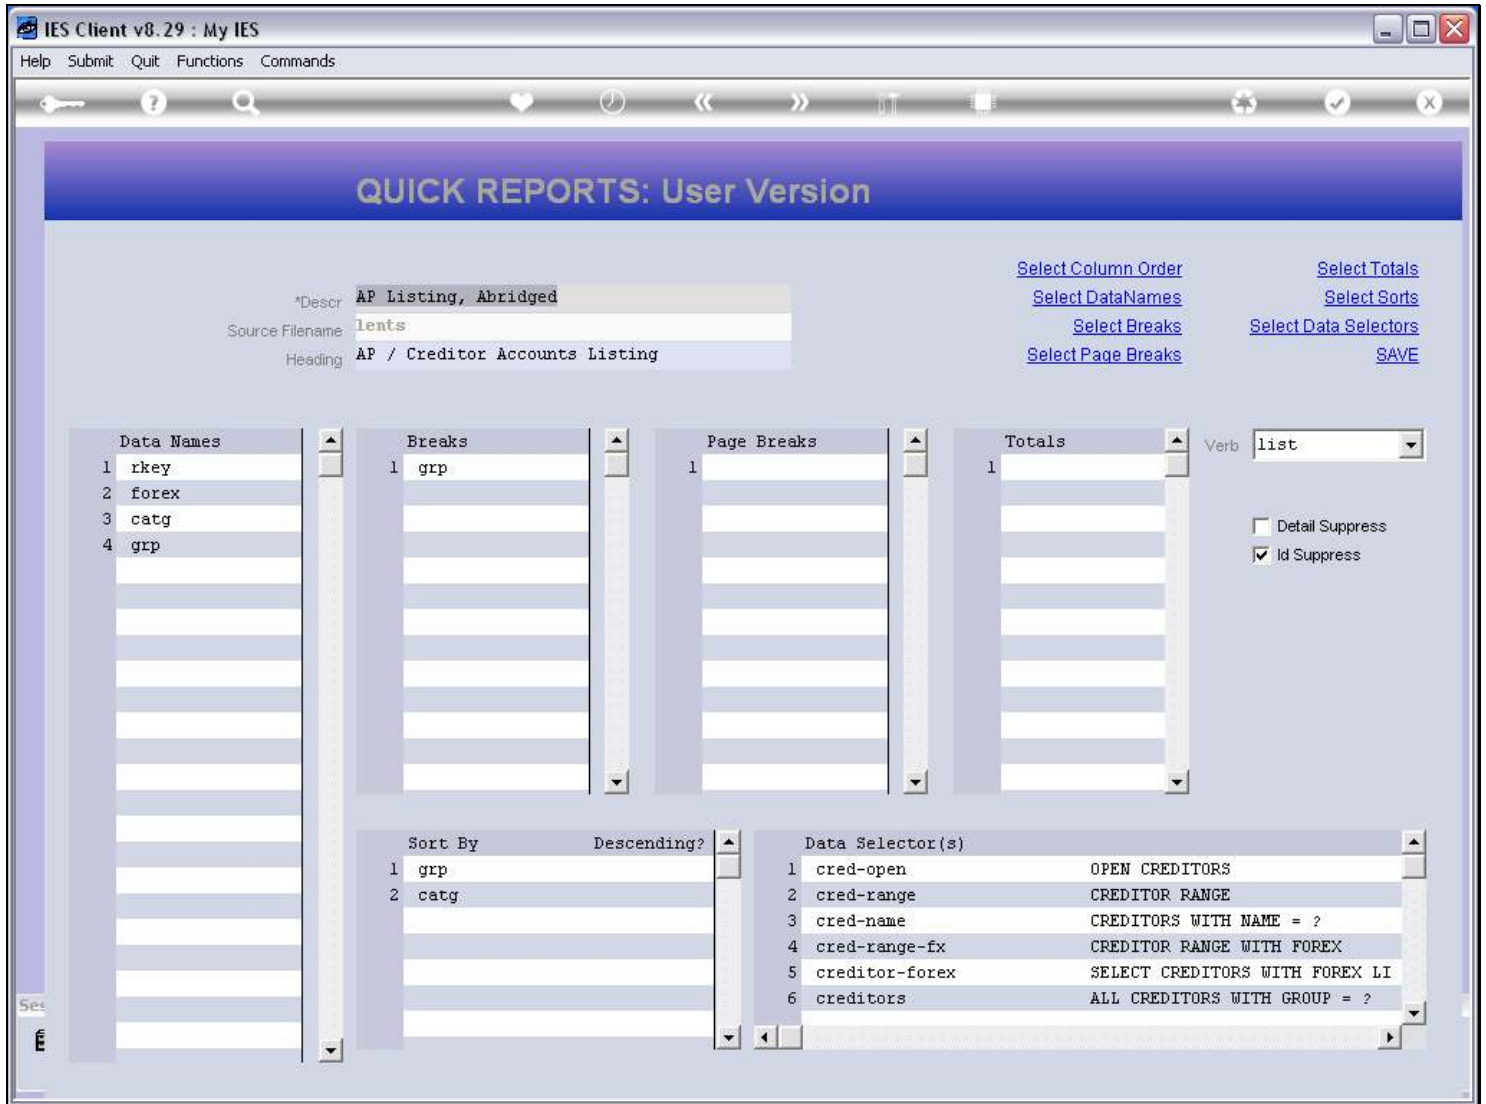 IES Client v8.29 : My IES
Help Submit Quit Functions Commands
QUICK REPORTS: User Version
Select Column Order Select Totals
*Descr AP Listing, Abridged Select DataNames Select Sorts
Source Filename lents Select Breaks Select Data Selectors
Heading AP / Creditor Accounts Listing Select Page Breaks SAVE
Data Names Breaks Page Breaks Totals Verb list
1 rkey 1 grp 1 1
2 forex
3 catg Detail Suppress
4 grp Id Suppress
Sort By Descending? Data Selector(s)
1 grp 1 cred-open OPEN CREDITORS
2 catg 2 cred-range CREDITOR RANGE
3 cred-name CREDITORS WITH NAME = ?
4 cred-range-fx CREDITOR RANGE WITH FOREX
5 creditor-forex SELECT CREDITORS WITH FOREX LI
6 creditors ALL CREDITORS WITH GROUP = ?
Ses